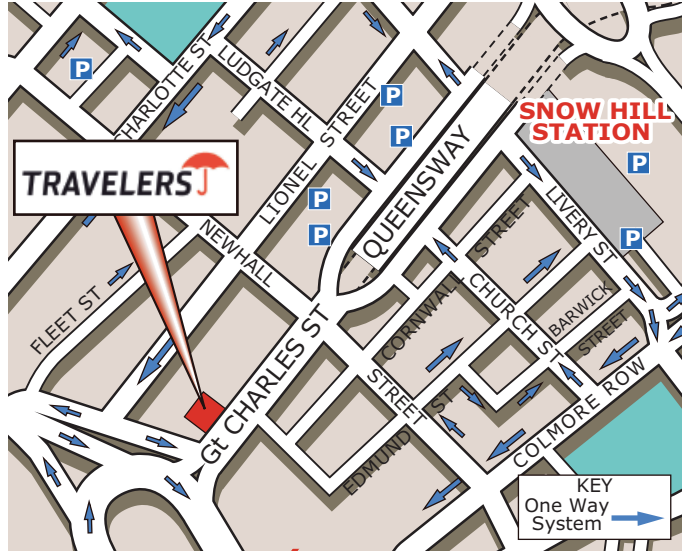 P
CHARLOTTE ST
LUDGATE HL
LIONEL STREET
P
P
SNOW HILL
STATION
P
TRAVELERS
QUEENSWAY
P
P
P
NEWHALL
STREET
LIVERY ST
FLEET ST
CORNWALL STREET
CHURCH ST
BARWICK
STREET
Gt CHARLES ST
EDMUND ST
COLMORE ROW
KEY
One Way
System